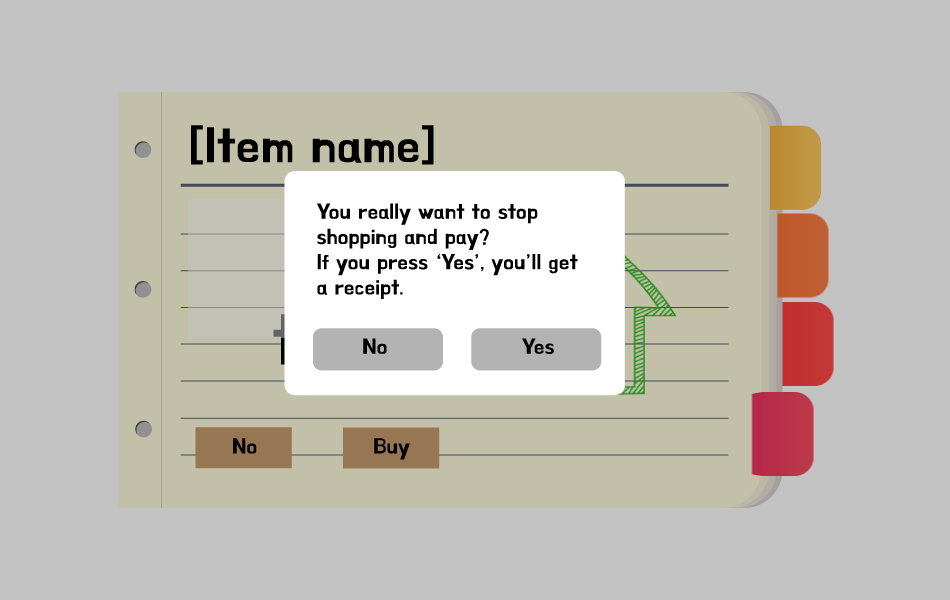 [Item name]
You really want to stop
shopping and pay?
If you press ‘Yes’, you’ll get
a receipt.
No
Yes
No
Buy